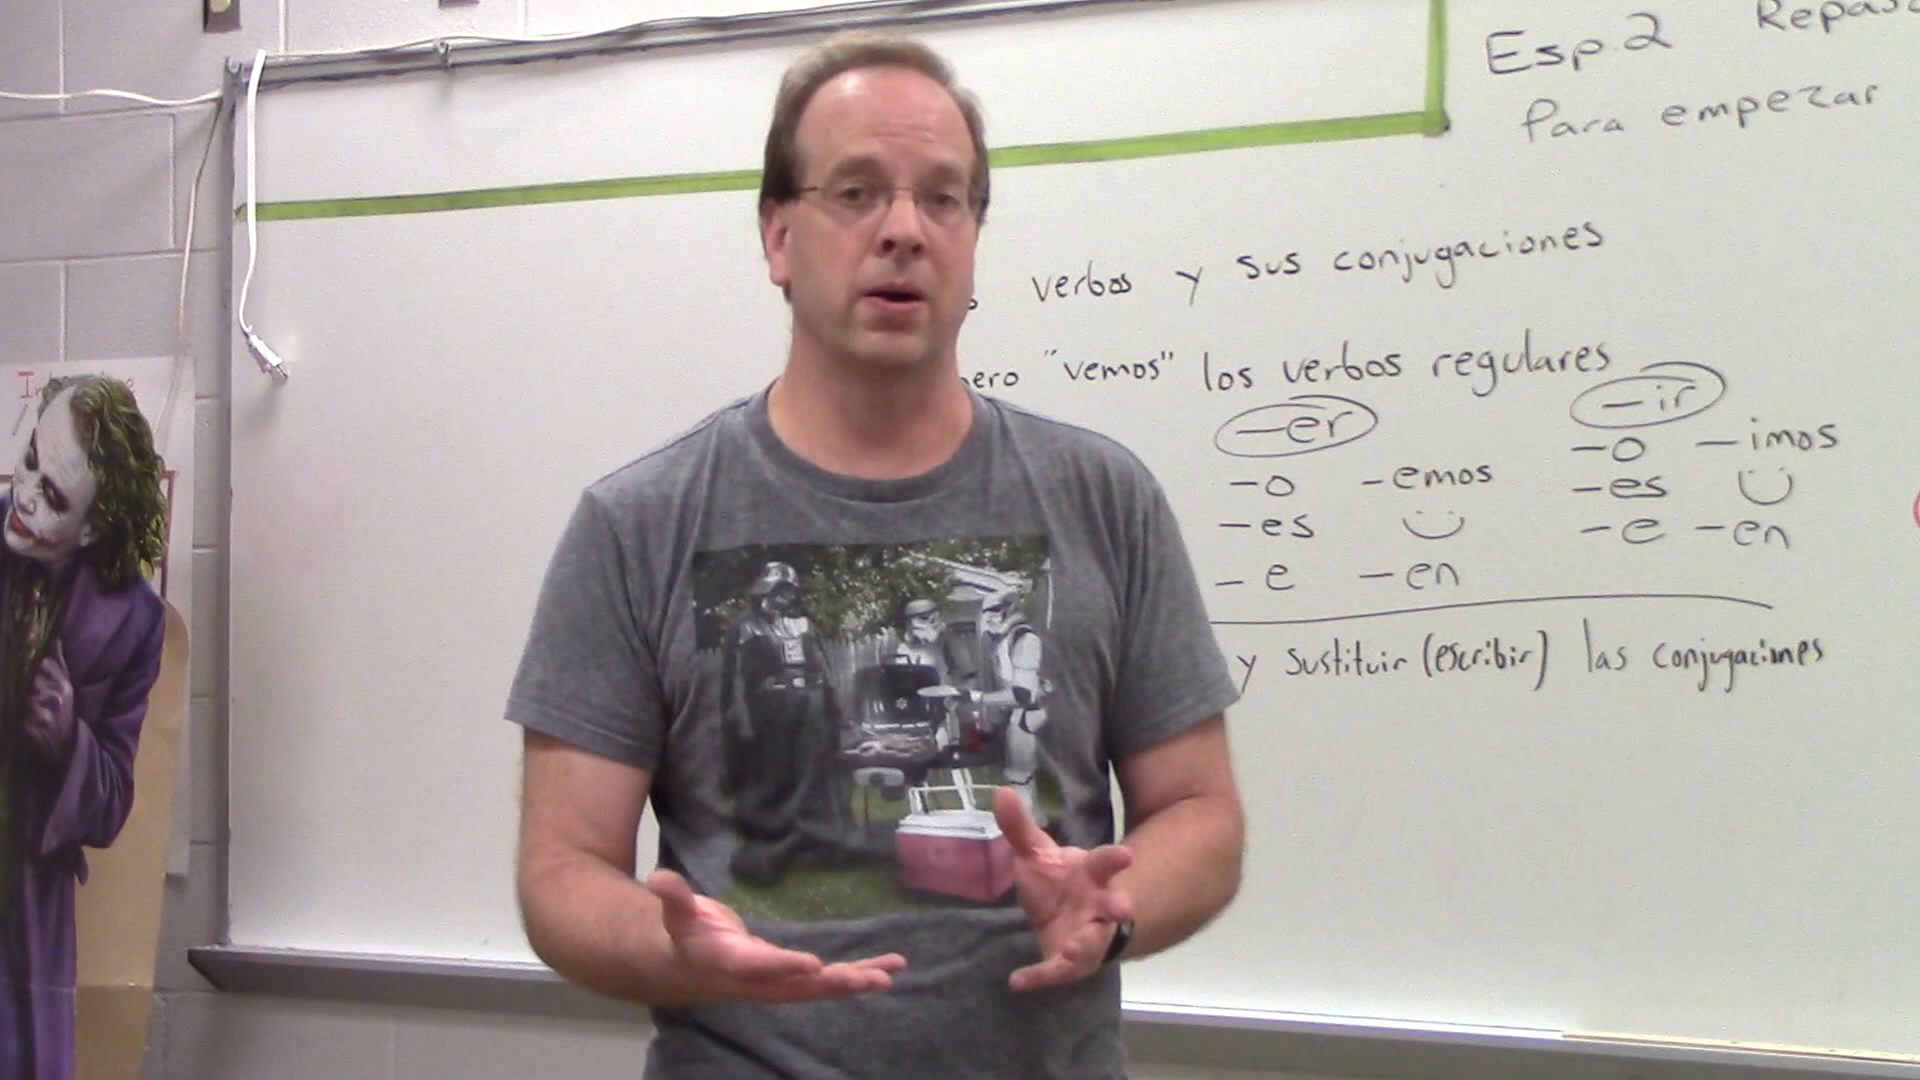 Esp. 2 Repaso
Para empezar
verbos y sus conjugaciones
"vemos" los verbos regulares
-er -ir
-o -emos -o -imos
-es -es
-e -en -e -en
y sustituir (escribir) las conjugaciones